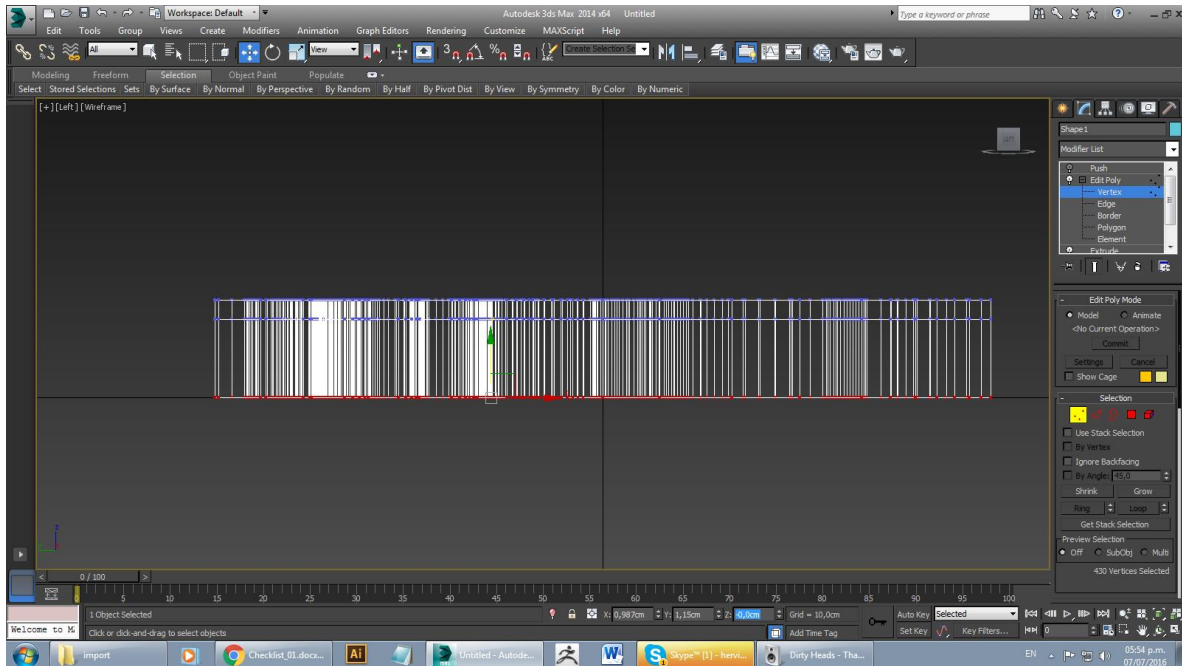 Workspace: Default
Autodesk 3ds Max 2014 x64 Untitled
Type a keyword or phrase
Edit Tools Group Views Create Modifiers Animation Graph Editors Rendering Customize MAXScript Help
All
View
Create Selection Se
Modeling Freeform Selection Object Paint Populate
Select Stored Selections Sets By Surface By Normal By Perspective By Random By Half By Pivot Dist By View By Symmetry By Color By Numeric
[+] [Left] [Wireframe]
Shape1
Modifier List
Push
Edit Poly
Vertex
Edge
Border
Polygon
Element
Extrude
Edit Poly Mode
Model Animate
<No Current Operation>
Commit
Settings Cancel
Show Cage
Selection
Use Stack Selection
By Vertex
Ignore Backfacing
By Angle: 45,0
Shrink Grow
Ring Loop
Get Stack Selection
Preview Selection
Off SubObj Multi
430 Vertices Selected
z
0 / 100
0 5 10 15 20 25 30 35 40 45 50 55 60 65 70 75 80 85 90 95 100
1 Object Selected
X: 0,987cm Y: 1,15cm Z: -0,0cm Grid = 10,0cm
Auto Key Selected
Welcome to M
Click or click-and-drag to select objects
Add Time Tag
Set Key Key Filters...
0
import
Checklist_01.docx...
Ai
Untitled - Autode...
W
Skype™ [1] - hervi...
Dirty Heads - Tha...
EN
05:54 p.m.
07/07/2016